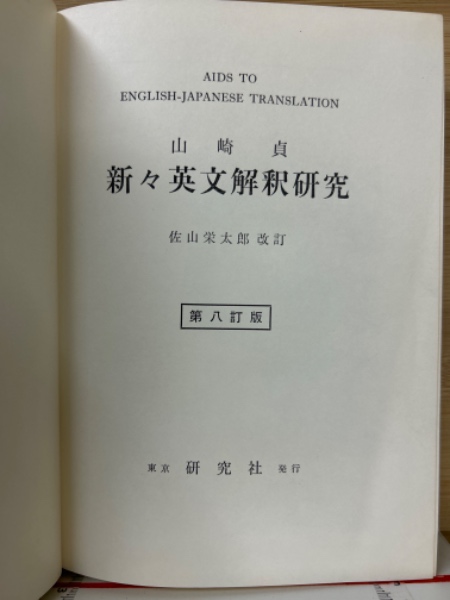 AIDS TO
ENGLISH-JAPANESE TRANSLATION
山崎 貞
新々英文解釈研究
佐山栄太郎 改訂
第八訂版
東京 研究社 発行